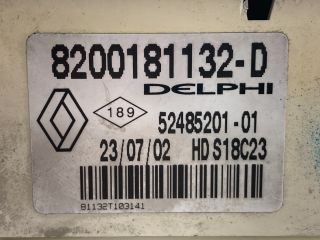 8200181132-D
DELPHI
189
52485201-01
23/07/02 HD S18C23
81132T103141